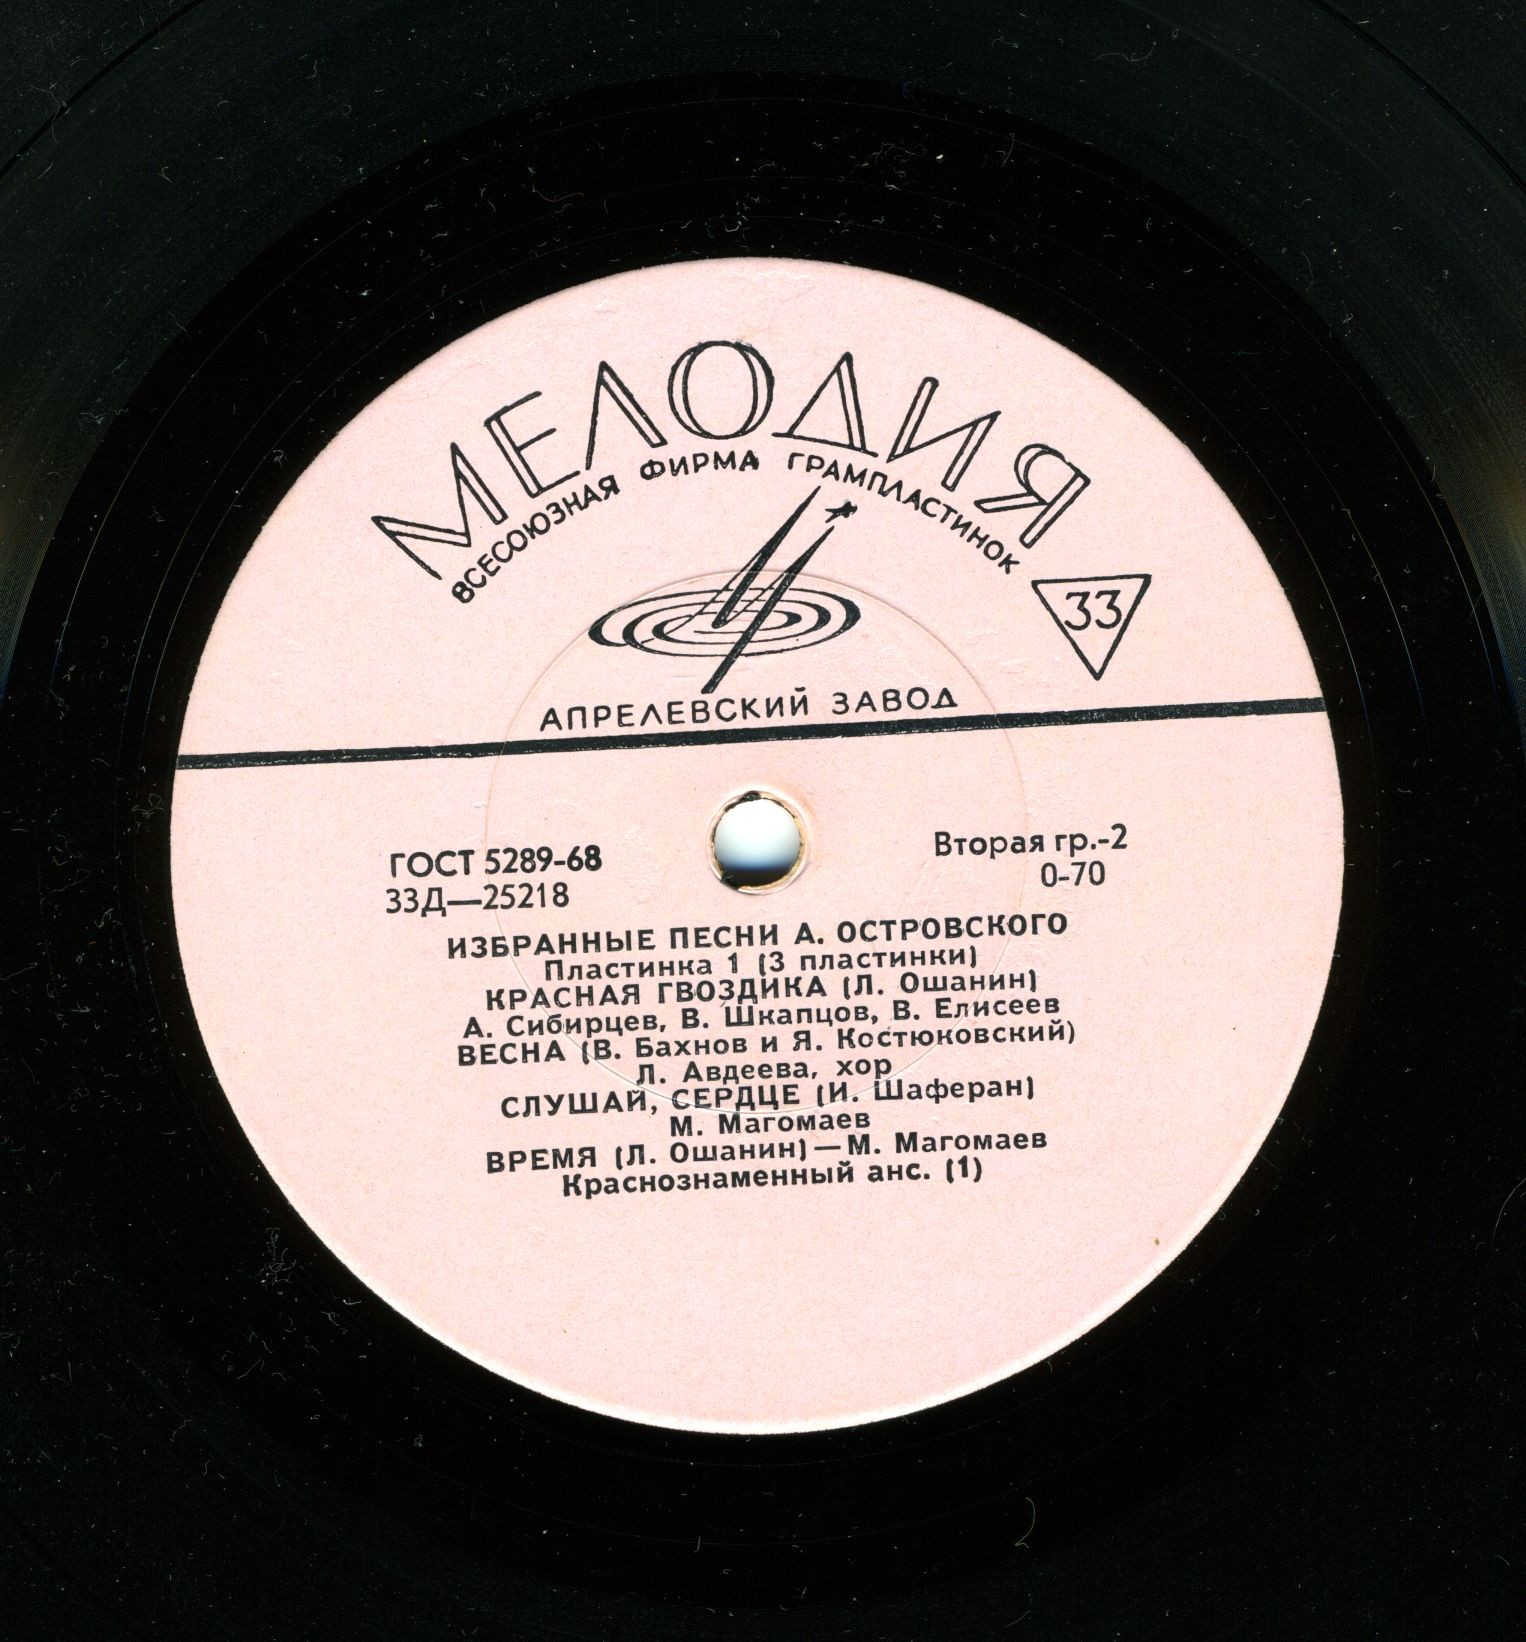 МЕЛОДИЯ
ВСЕСОЮЗНАЯ ФИРМА ГРАМПЛАСТИНОК
33
АПРЕЛЕВСКИЙ ЗАВОД
ГОСТ 5289-68
Вторая гр.-2
33Д—25218
0-70
ИЗБРАННЫЕ ПЕСНИ А. ОСТРОВСКОГО
Пластинка 1 (3 пластинки)
КРАСНАЯ ГВОЗДИКА (Л. Ошанин)
А. Сибирцев, В. Шкапцов, В. Елисеев
ВЕСНА (В. Бахнов и Я. Костюковский)
Л. Авдеева, хор
СЛУШАЙ, СЕРДЦЕ (И. Шаферан)
М. Магомаев
ВРЕМЯ (Л. Ошанин)—М. Магомаев
Краснознаменный анс. (1)